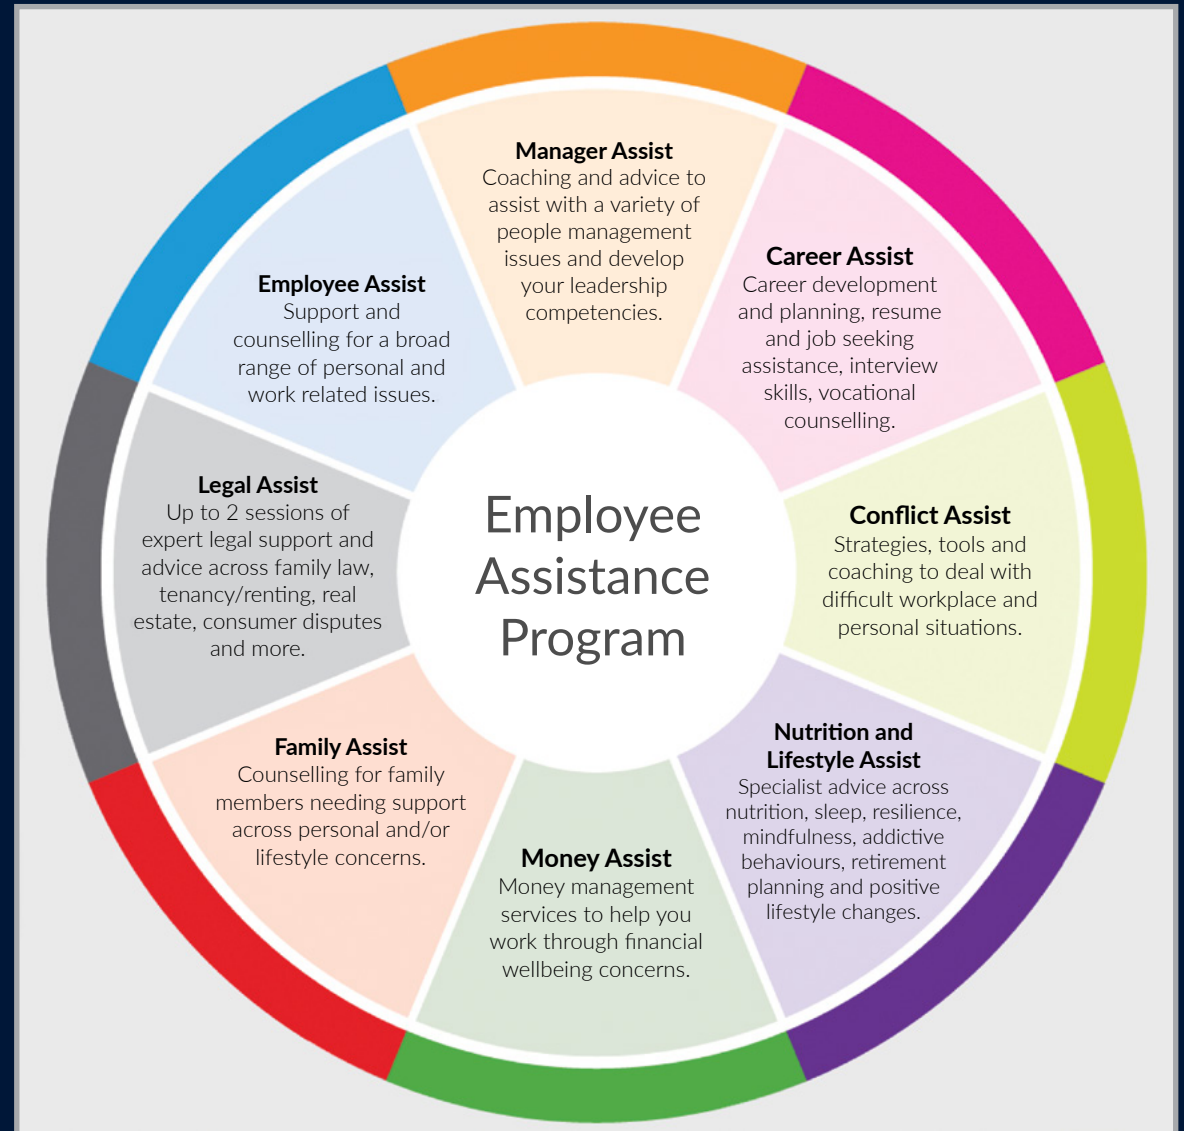 Manager Assist
Coaching and advice to
assist with a variety of
people management
issues and develop
your leadership
competencies.
Career Assist
Career development
and planning, resume
and job seeking
assistance, interview
skills, vocational
counselling.
Conflict Assist
Strategies, tools and
coaching to deal with
difficult workplace and
personal situations.
Nutrition and
Lifestyle Assist
Specialist advice across
nutrition, sleep, resilience,
mindfulness, addictive
behaviours, retirement
planning and positive
lifestyle changes.
Money Assist
Money management
services to help you
work through financial
wellbeing concerns.
Family Assist
Counselling for family
members needing support
across personal and/or
lifestyle concerns.
Legal Assist
Up to 2 sessions of
expert legal support and
advice across family law,
tenancy/renting, real
estate, consumer disputes
and more.
Employee Assist
Support and
counselling for a broad
range of personal and
work related issues.
Employee
Assistance
Program